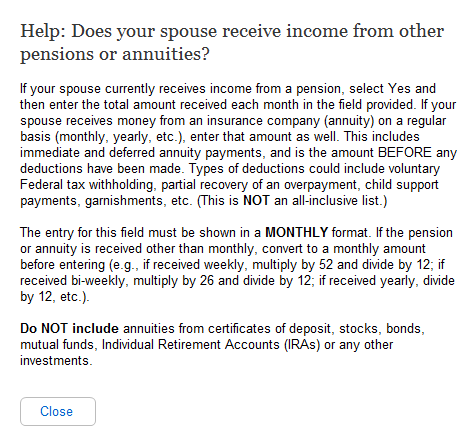 Help: Does your spouse receive income from other
pensions or annuities?
If your spouse currently receives income from a pension, select Yes and
then enter the total amount received each month in the field provided. If your
spouse receives money from an insurance company (annuity) on a regular
basis (monthly, yearly, etc.), enter that amount as well. This includes
immediate and deferred annuity payments, and is the amount BEFORE any
deductions have been made. Types of deductions could include voluntary
Federal tax withholding, partial recovery of an overpayment, child support
payments, garnishments, etc. (This is NOT an all-inclusive list.)
The entry for this field must be shown in a MONTHLY format. If the pension
or annuity is received other than monthly, convert to a monthly amount
before entering (e.g., if received weekly, multiply by 52 and divide by 12; if
received bi-weekly, multiply by 26 and divide by 12; if received yearly, divide
by 12, etc.).
Do NOT include annuities from certificates of deposit, stocks, bonds,
mutual funds, Individual Retirement Accounts (IRAs) or any other
investments.
Close